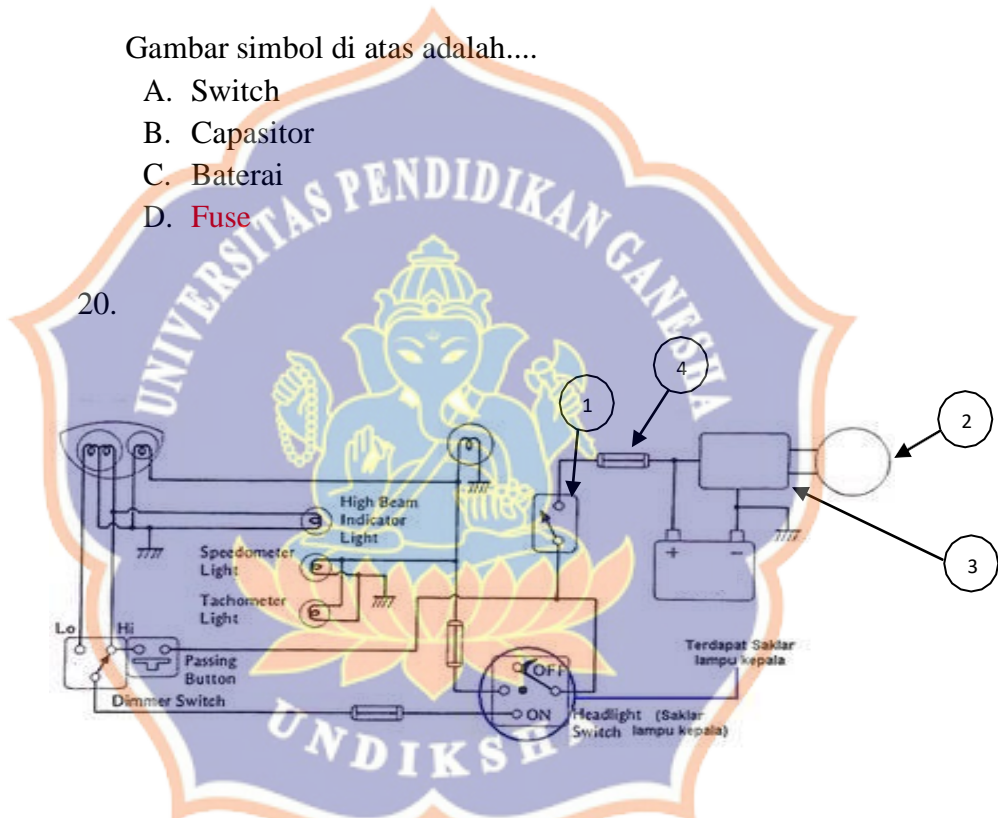 Gambar simbol di atas adalah....
A. Switch
B. Capasitor
C. Baterai
D. Fuse
UNIVERSITAS PENDIDIKAN GANESHA
20.
4
1
2
3
High Beam
Indicator
Light
Speedometer
Light
Tachometer
Light
+ −
Lo Hi
Passing
Button
Dimmer Switch
OFF
ON
Terdapat Saklar
lampu kepala
Headlight (Saklar
Switch lampu kepala)
UNDIKSHA